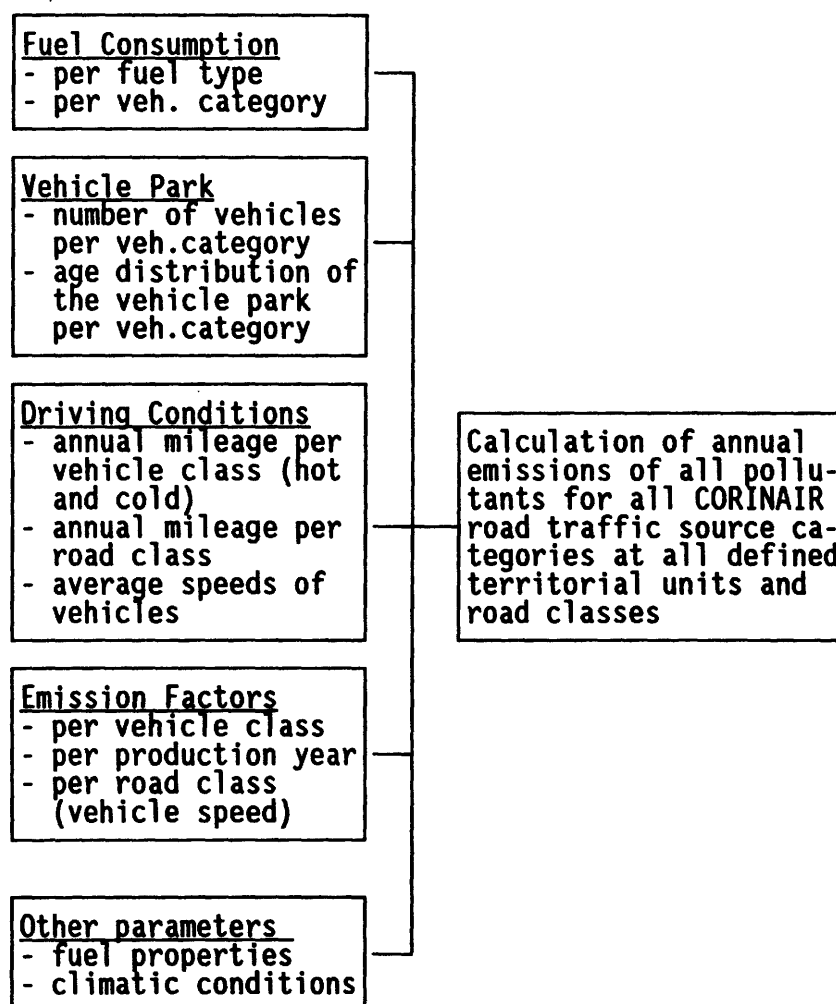 Fuel Consumption
- per fuel type
- per veh. category
Vehicle Park
- number of vehicles
per veh.category
- age distribution of
the vehicle park
per veh.category
Driving Conditions
- annual mileage per
vehicle class (hot
and cold)
- annual mileage per
road class
- average speeds of
vehicles
Calculation of annual
emissions of all pollu-
tants for all CORINAIR
road traffic source ca-
tegories at all defined
territorial units and
road classes
Emission Factors
- per vehicle class
- per production year
- per road class
(vehicle speed)
Other parameters
- fuel properties
- climatic conditions